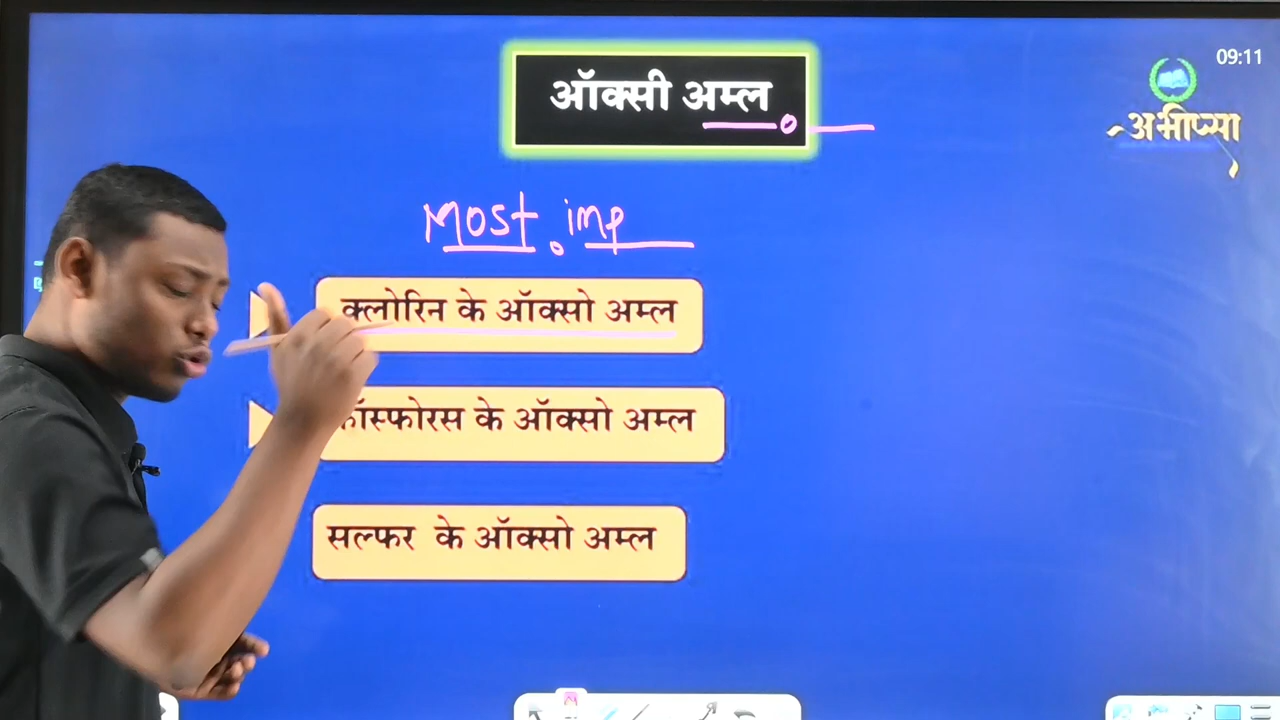 ऑक्सी अम्ल
09:11
अभीप्सा
Most imp
क्लोरिन के ऑक्सो अम्ल
के ऑक्सो अम्ल
सल्फर के ऑक्सो अम्ल